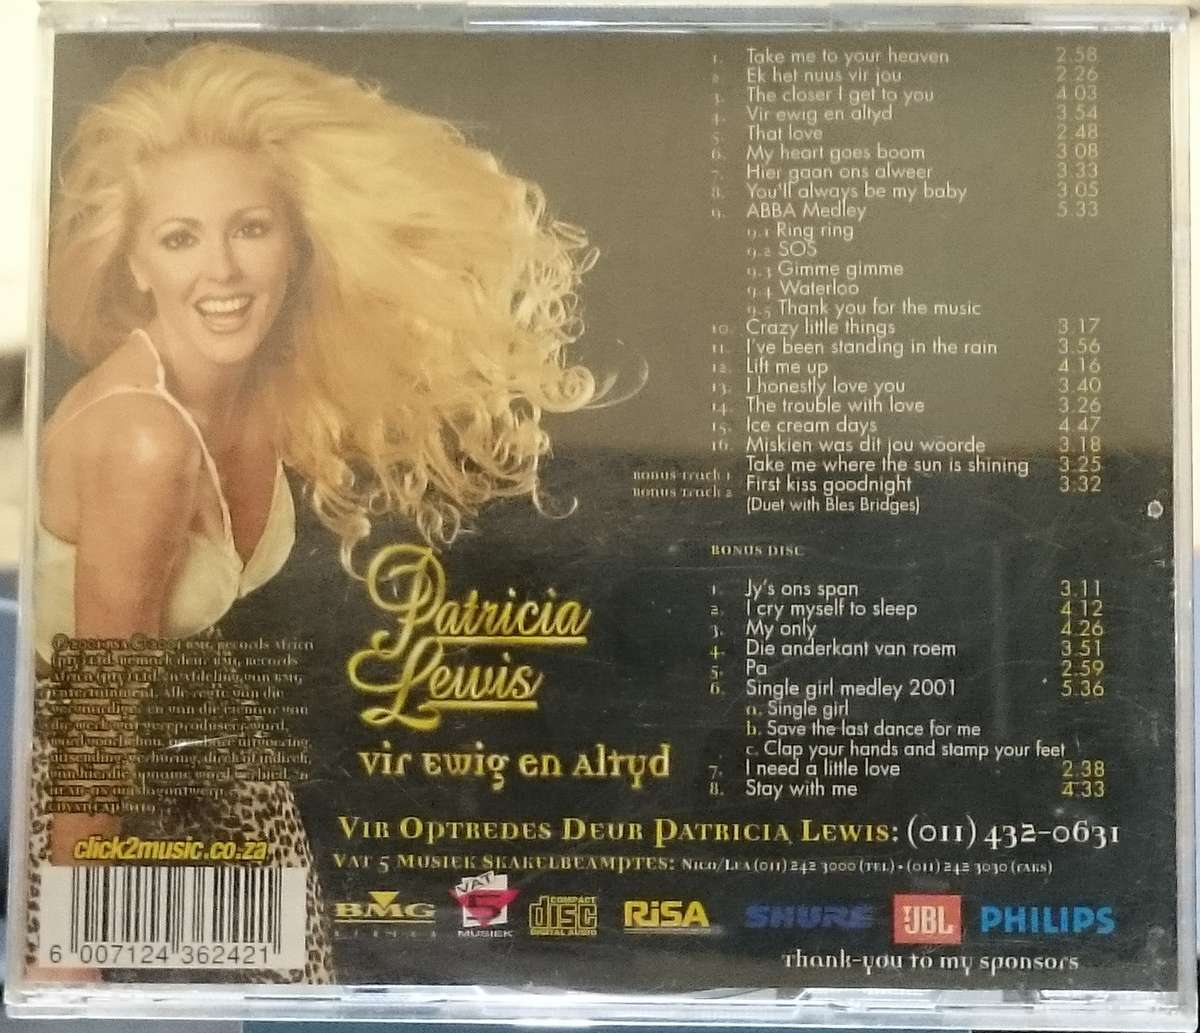 1. Take me to your heaven 2.58
2. Ek het nuus vir jou 2.26
3. The closer I get to you 4.03
4. Vir ewig en altyd 3.54
5. That love 2.48
6. My heart goes boom 3.08
7. Hier gaan ons alweer 3.33
8. You'll always be my baby 3.05
9. ABBA Medley 5.33
9.1 Ring ring
9.2 SOS
9.3 Gimme gimme
9.4 Waterloo
9.5 Thank you for the music
10. Crazy little things 3.17
11. I've been standing in the rain 3.56
12. Lift me up 4.16
13. I honestly love you 3.40
14. The trouble with love 3.26
15. Ice cream days 4.47
16. Miskien was dit jou woorde 3.18
Bonus track 1 Take me where the sun is shining 3.25
Bonus track 2 First kiss goodnight 3.32
(Duet with Bles Bridges)
Bonus Disc
1. Jy's ons span 3.11
2. I cry myself to sleep 4.12
3. My only 4.26
4. Die anderkant van roem 3.51
5. Pa 2.59
6. Single girl medley 2001 5.36
a. Single girl
b. Save the last dance for me
c. Clap your hands and stamp your feet
7. I need a little love 2.38
8. Stay with me 4.33
Patricia
Lewis
Vir Ewig en Altyd
Vir Optredes Deur Patricia Lewis: (011) 432-0631
Vat 5 Musiek Skakelbeamptes: Nico/Lea (011) 242 3000 (tel) • (011) 242 3030 (faks)
click2music.co.za
6 007124 362421
BMG
VAT 5 MUSIEK
COMPACT disc DIGITAL AUDIO
RiSA
SHURE
JBL
PHILIPS
Thank-you to my sponsors